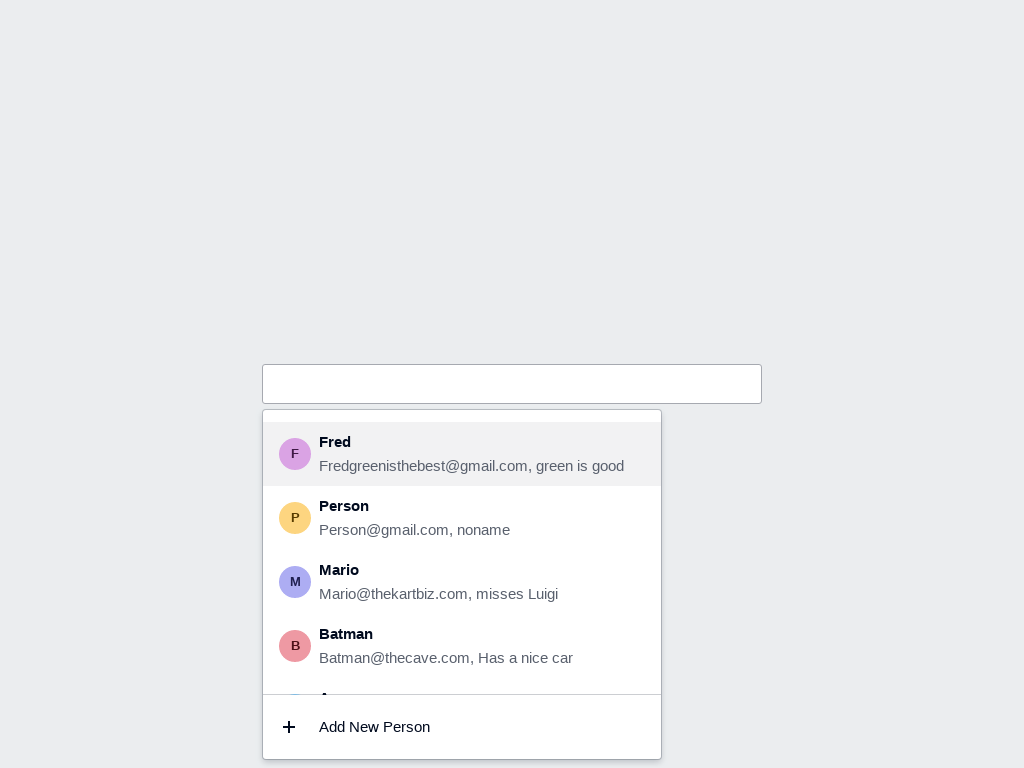 F
Fred
Fredgreenisthebest@gmail.com, green is good
P
Person
Person@gmail.com, noname
M
Mario
Mario@thekartbiz.com, misses Luigi
B
Batman
Batman@thecave.com, Has a nice car
Add New Person